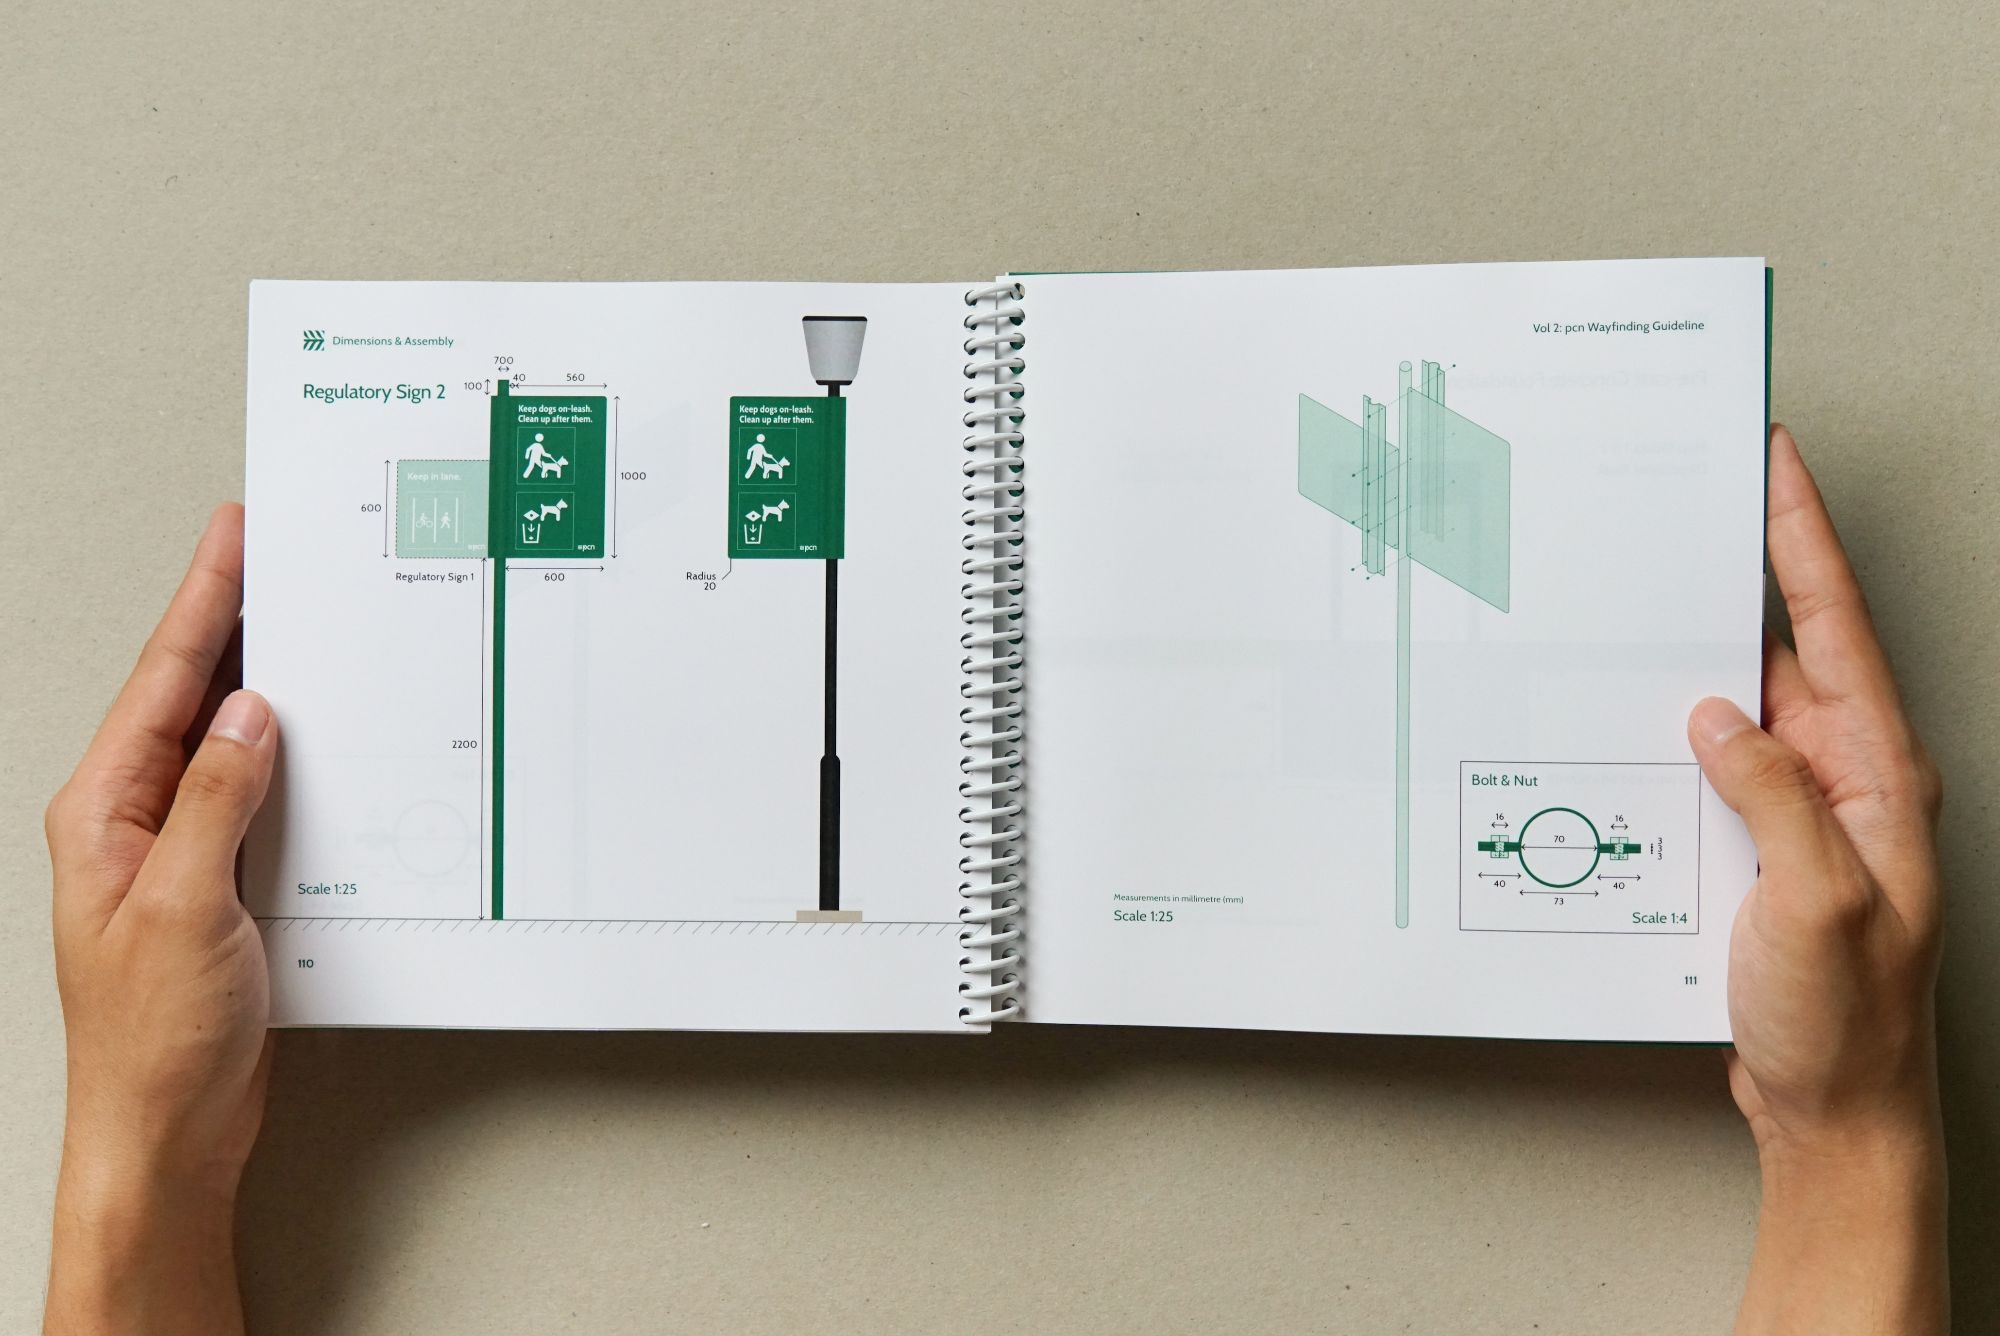 Dimensions & Assembly
Regulatory Sign 2
700
100
40
560
Keep dogs on-leash.
Clean up after them.
pcn
1000
600
Keep in lane.
pcn
600
Regulatory Sign 1
2200
Keep dogs on-leash.
Clean up after them.
pcn
Radius
20
Scale 1:25
110
Vol 2: pcn Wayfinding Guideline
Bolt & Nut
16
70
16
3
3
3
40
73
40
Scale 1:4
Measurements in millimetre (mm)
Scale 1:25
111